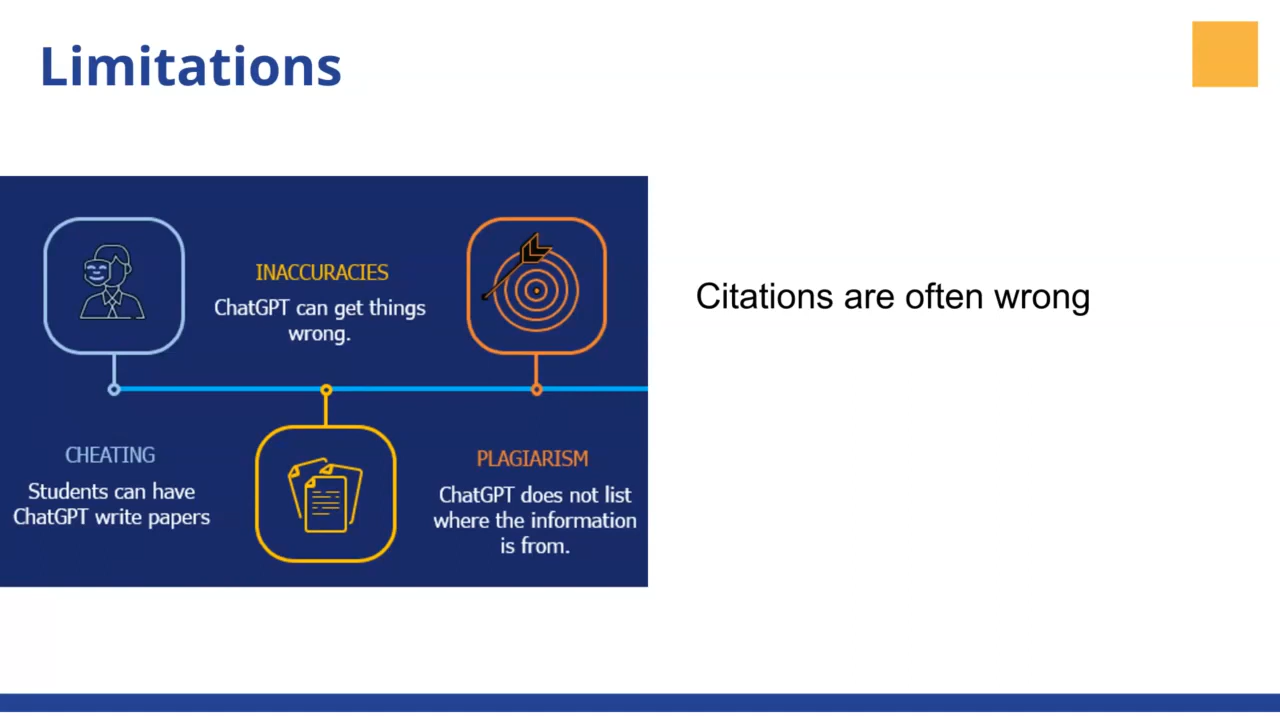 Limitations
INACCURACIES
ChatGPT can get things
wrong.
CHEATING
Students can have
ChatGPT write papers
PLAGIARISM
ChatGPT does not list
where the information
is from.
Citations are often wrong